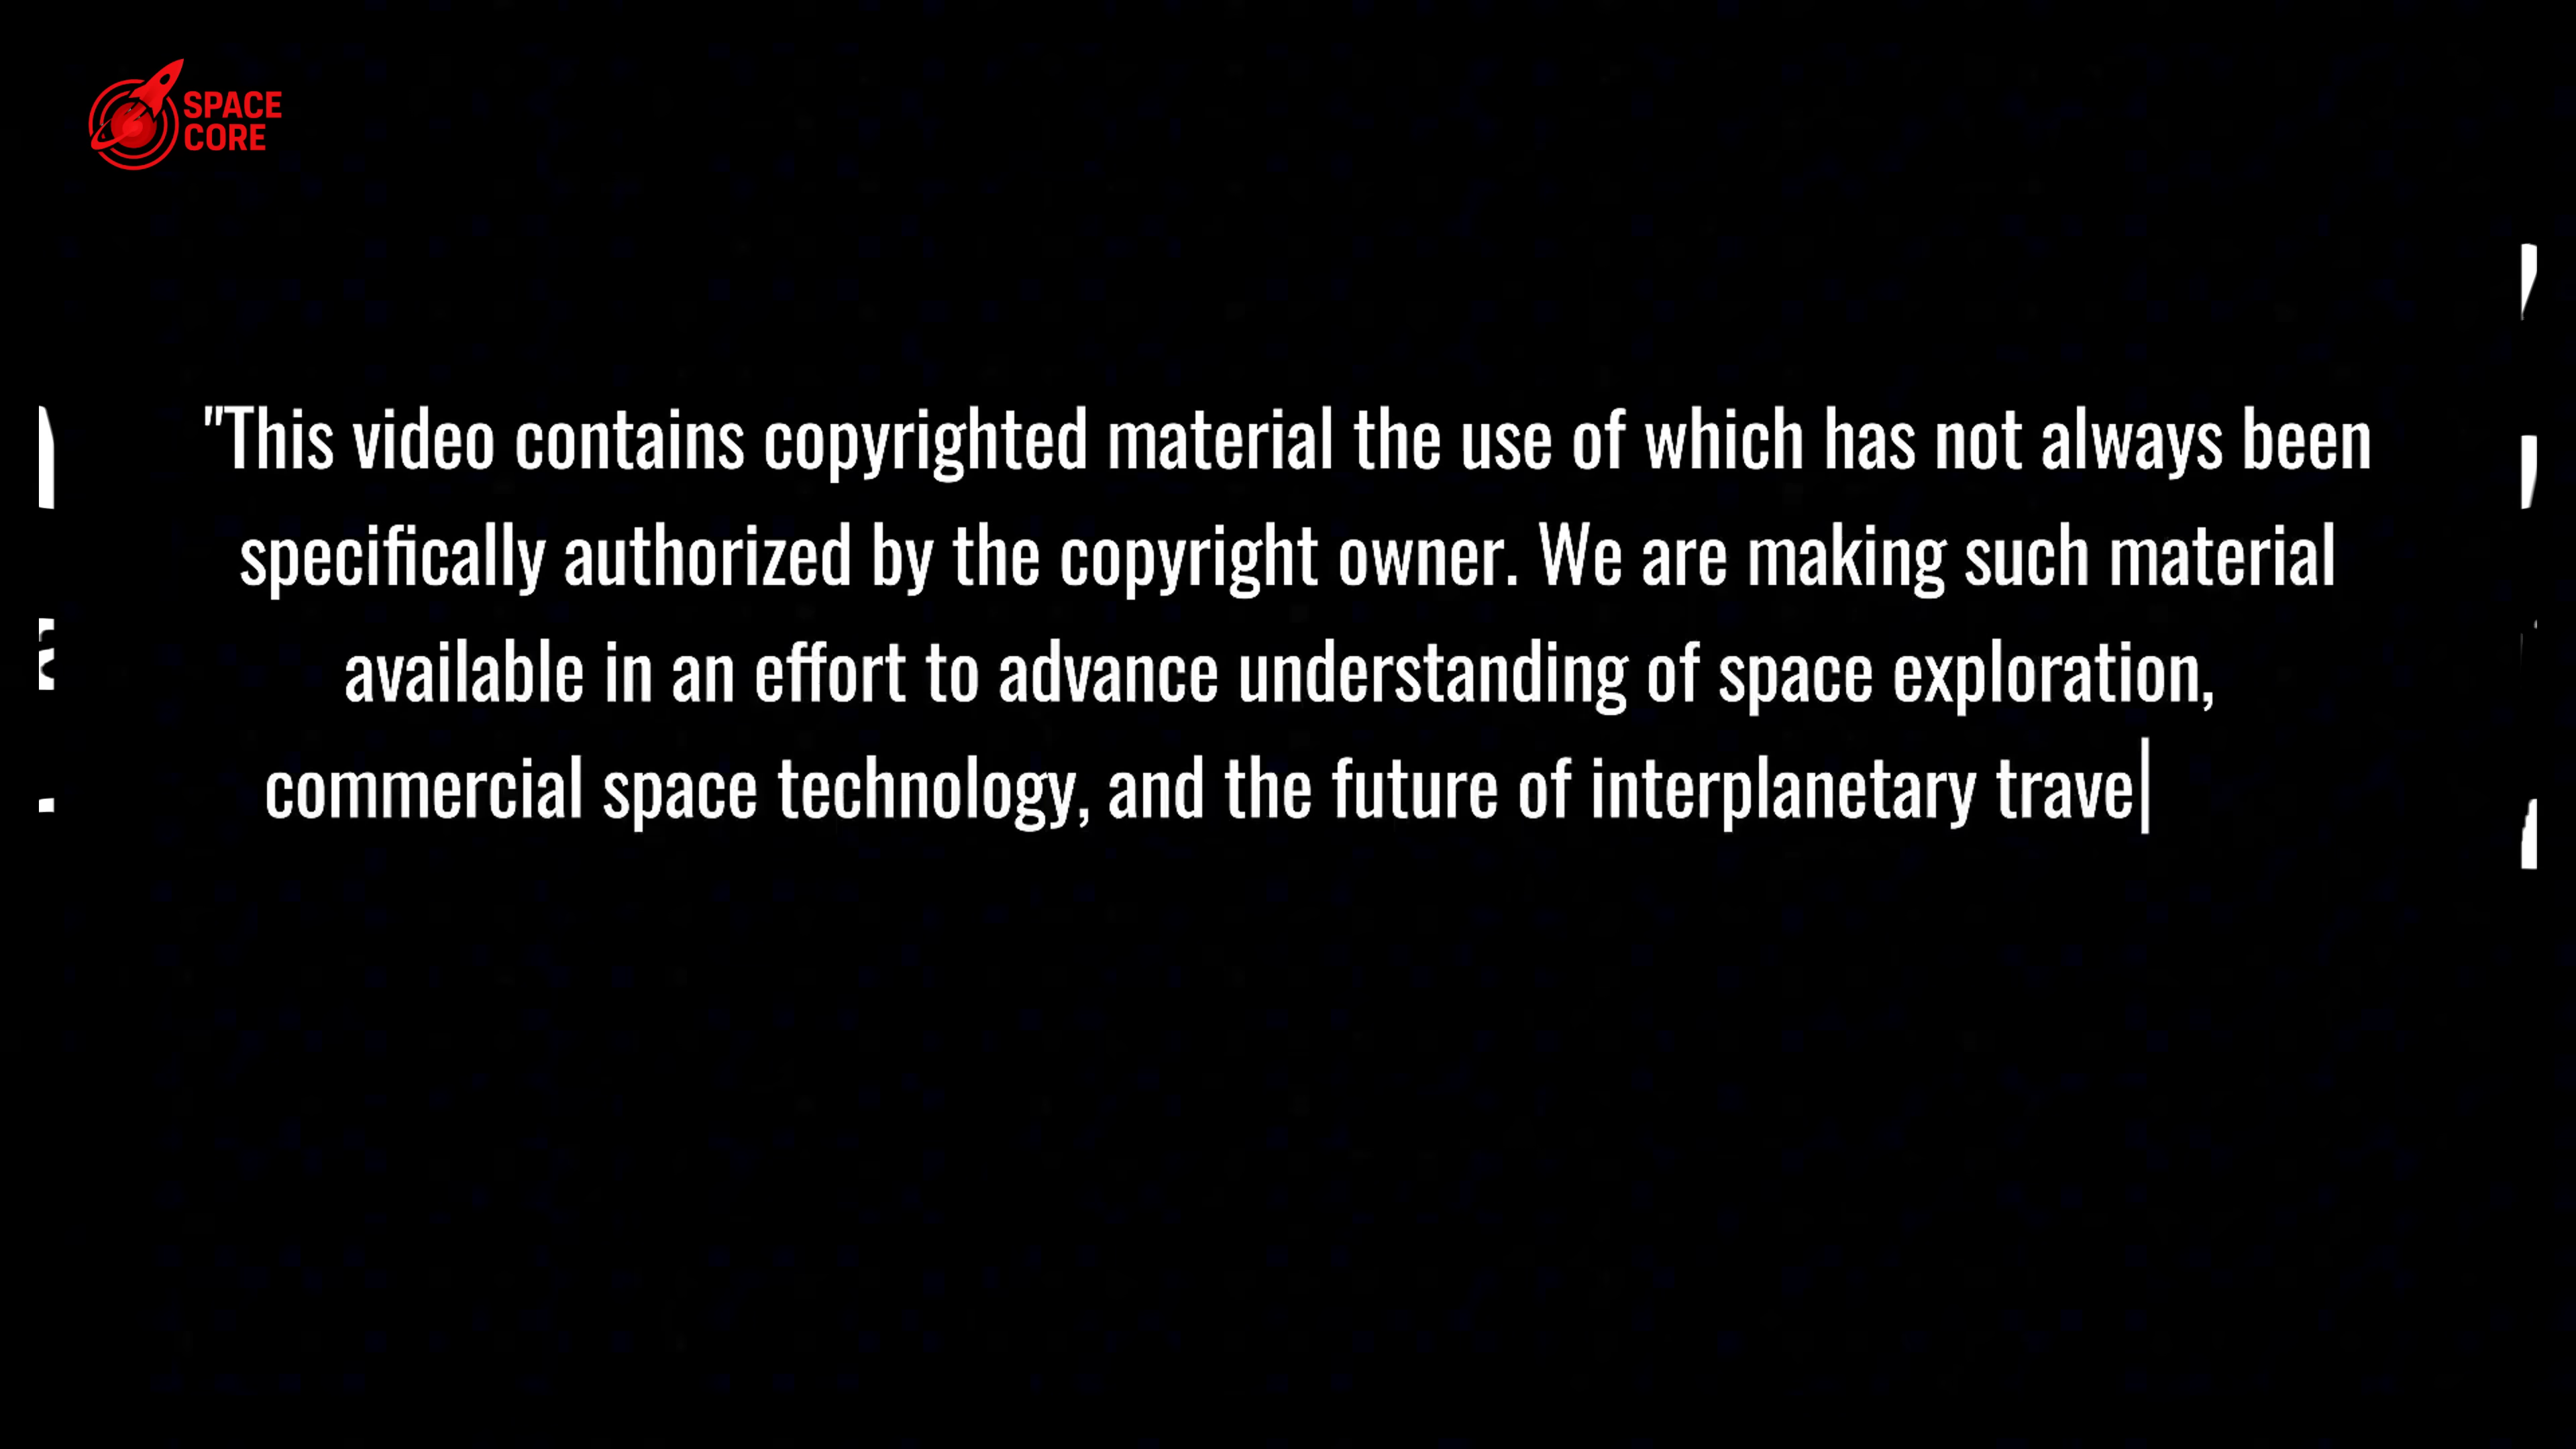 SPACE
CORE
"This video contains copyrighted material the use of which has not always been
specifically authorized by the copyright owner. We are making such material
available in an effort to advance understanding of space exploration,
commercial space technology, and the future of interplanetary trave